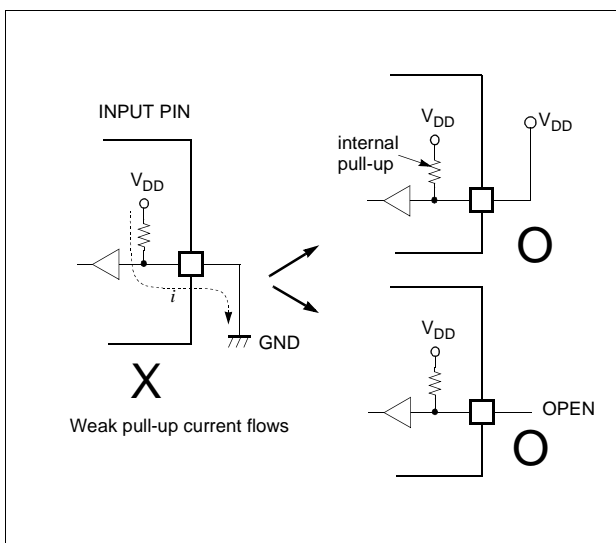 INPUT PIN
VDD
i
GND
X
Weak pull-up current flows
VDD
internal
pull-up
VDD
O
VDD
OPEN
O